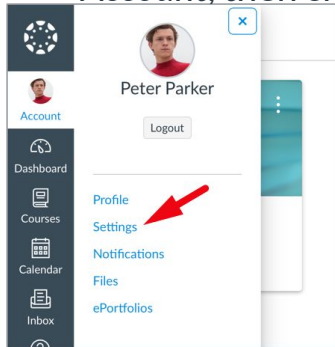 Account
Dashboard
Courses
Calendar
Inbox
×
Peter Parker
Logout
Profile
Settings
Notifications
Files
ePortfolios